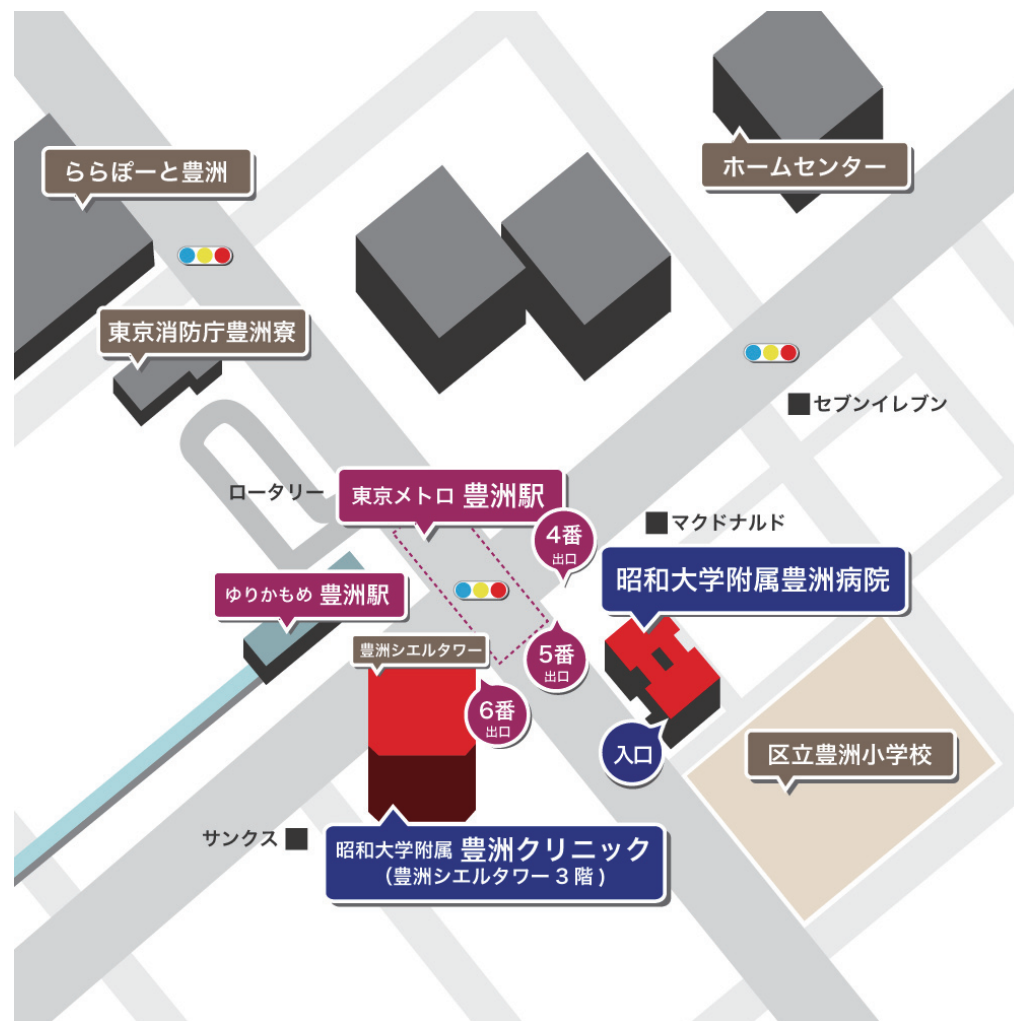 ホームセンター
ららぽーと豊洲
東京消防庁豊洲寮
セブンイレブン
ロータリー
東京メトロ 豊洲駅
4番
出口
マクドナルド
昭和大学附属豊洲病院
ゆりかもめ 豊洲駅
豊洲シエルタワー
5番
出口
6番
出口
入口
区立豊洲小学校
サンクス
昭和大学附属 豊洲クリニック
(豊洲シエルタワー3階)